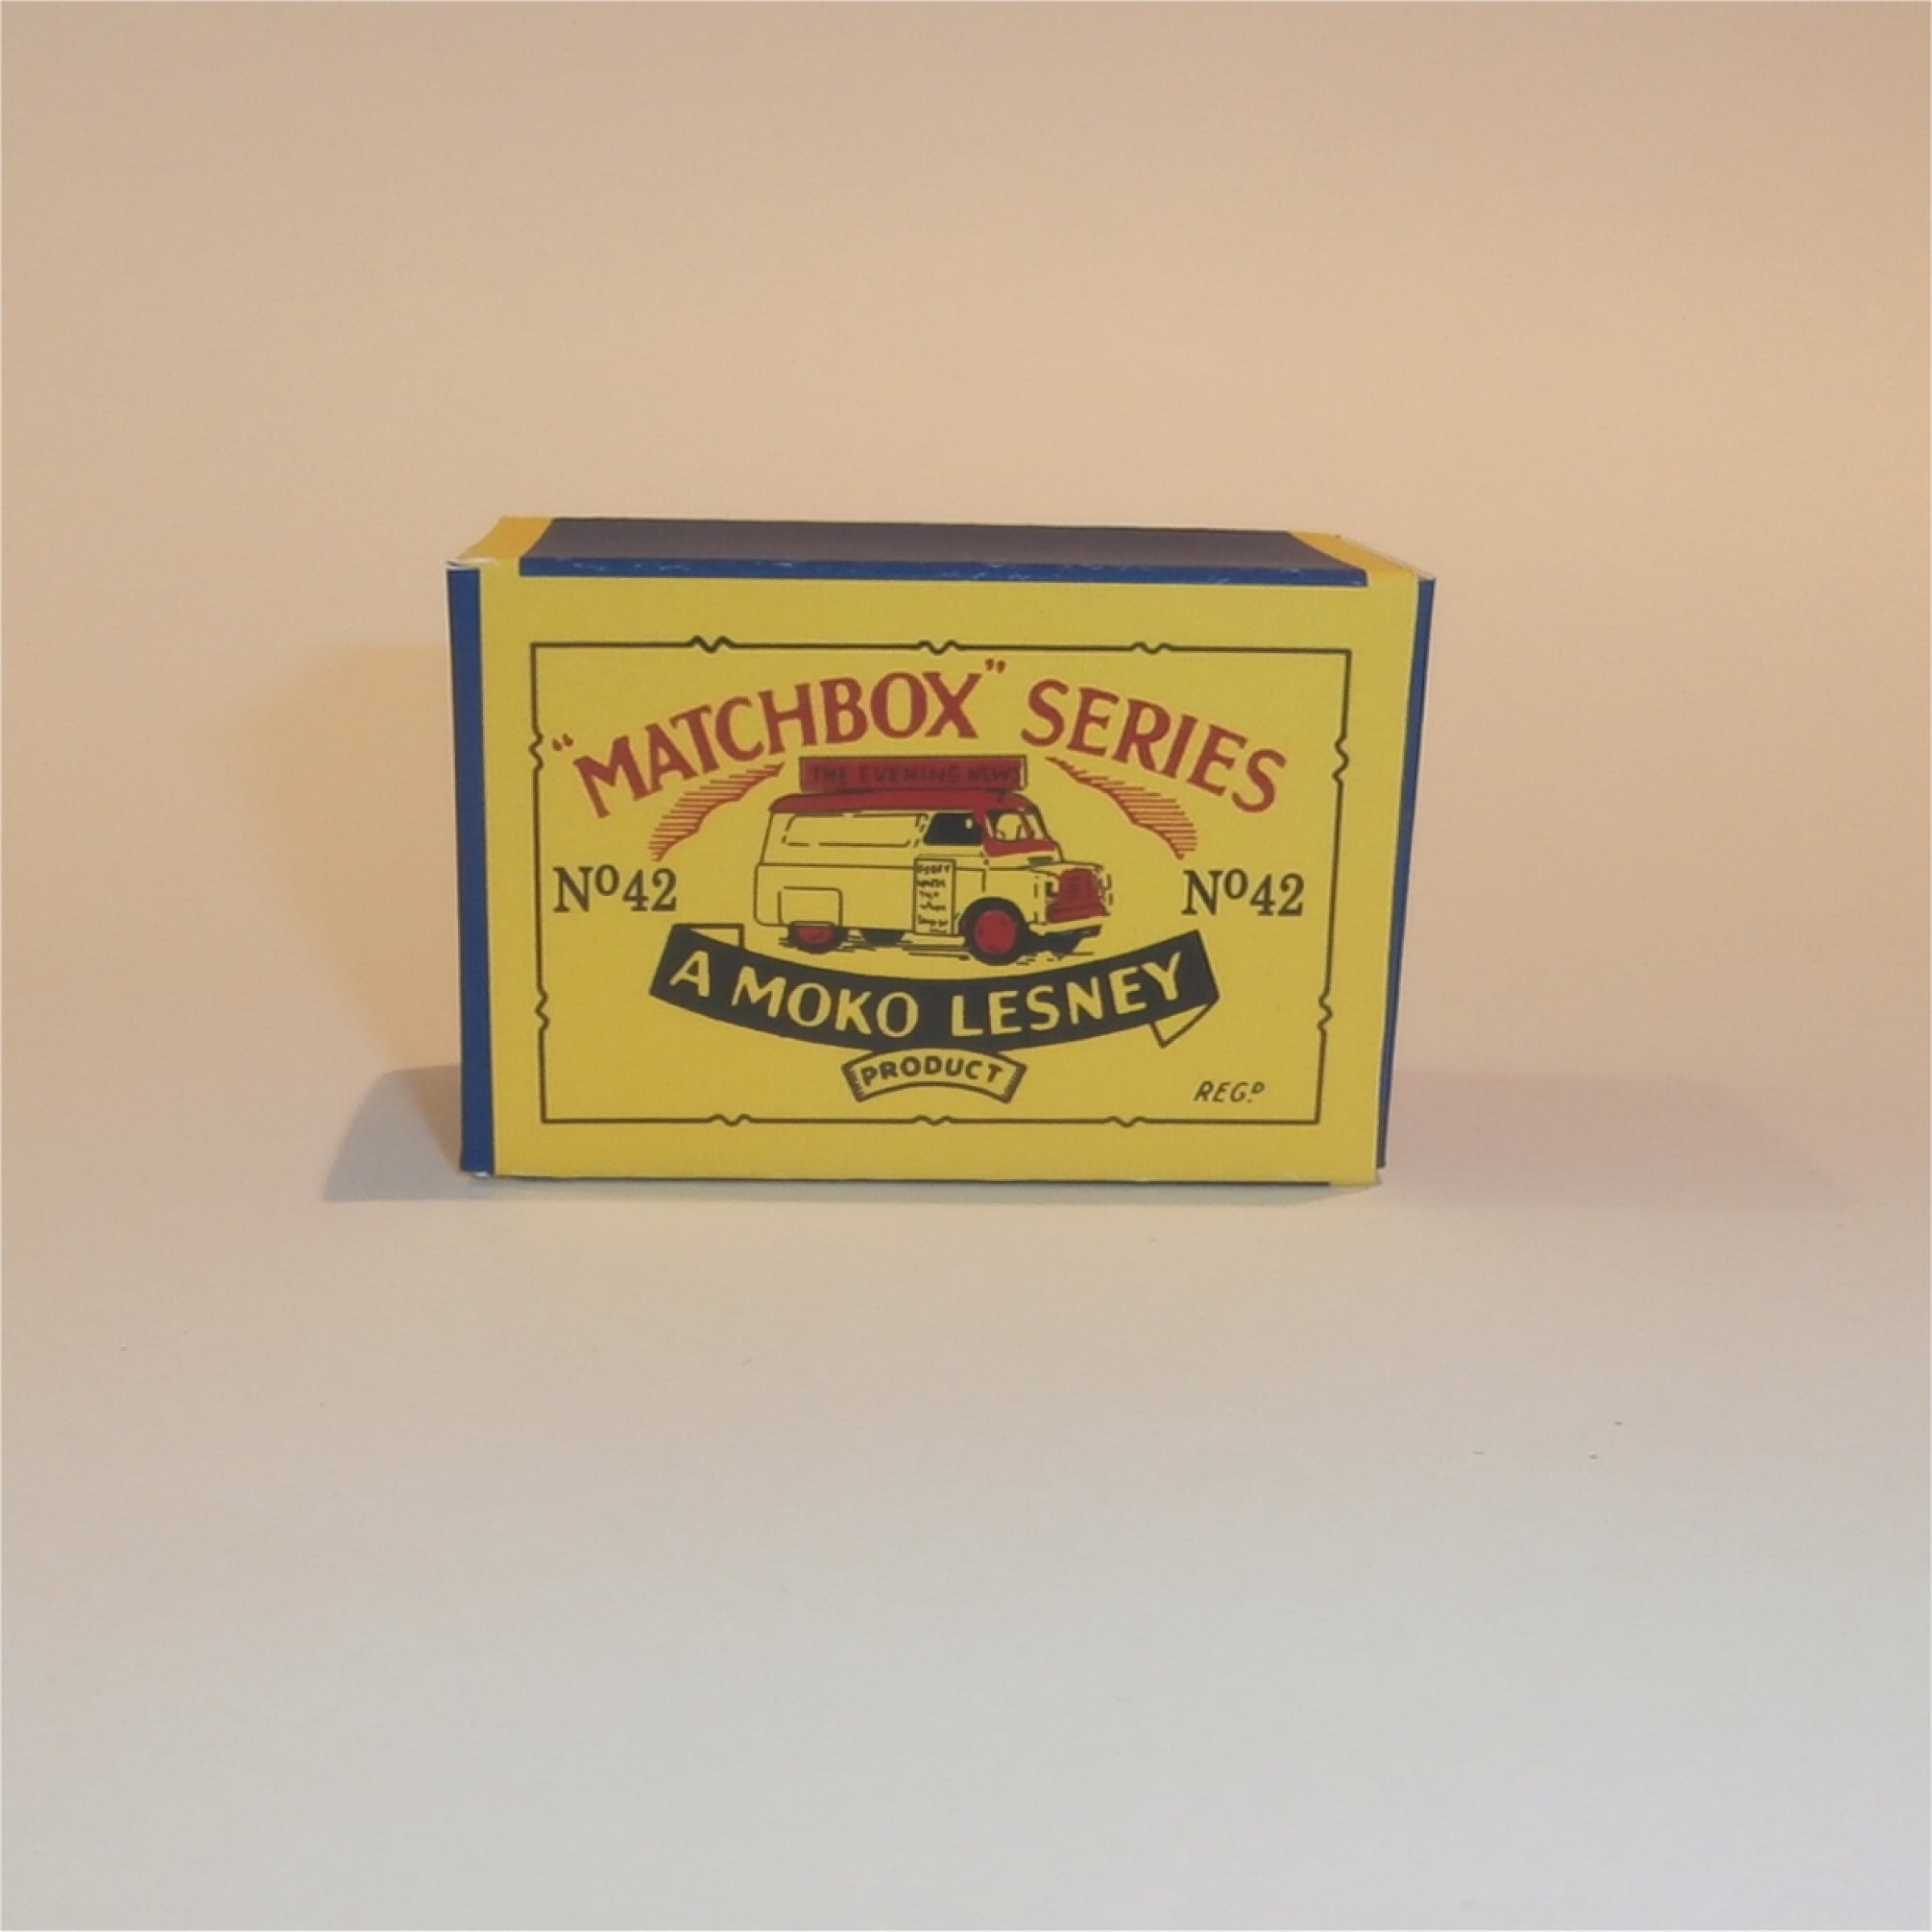 “MATCHBOX” SERIES
THE EVENING NEWS
Nº42
Nº42
A MOKO LESNEY
PRODUCT
REGD